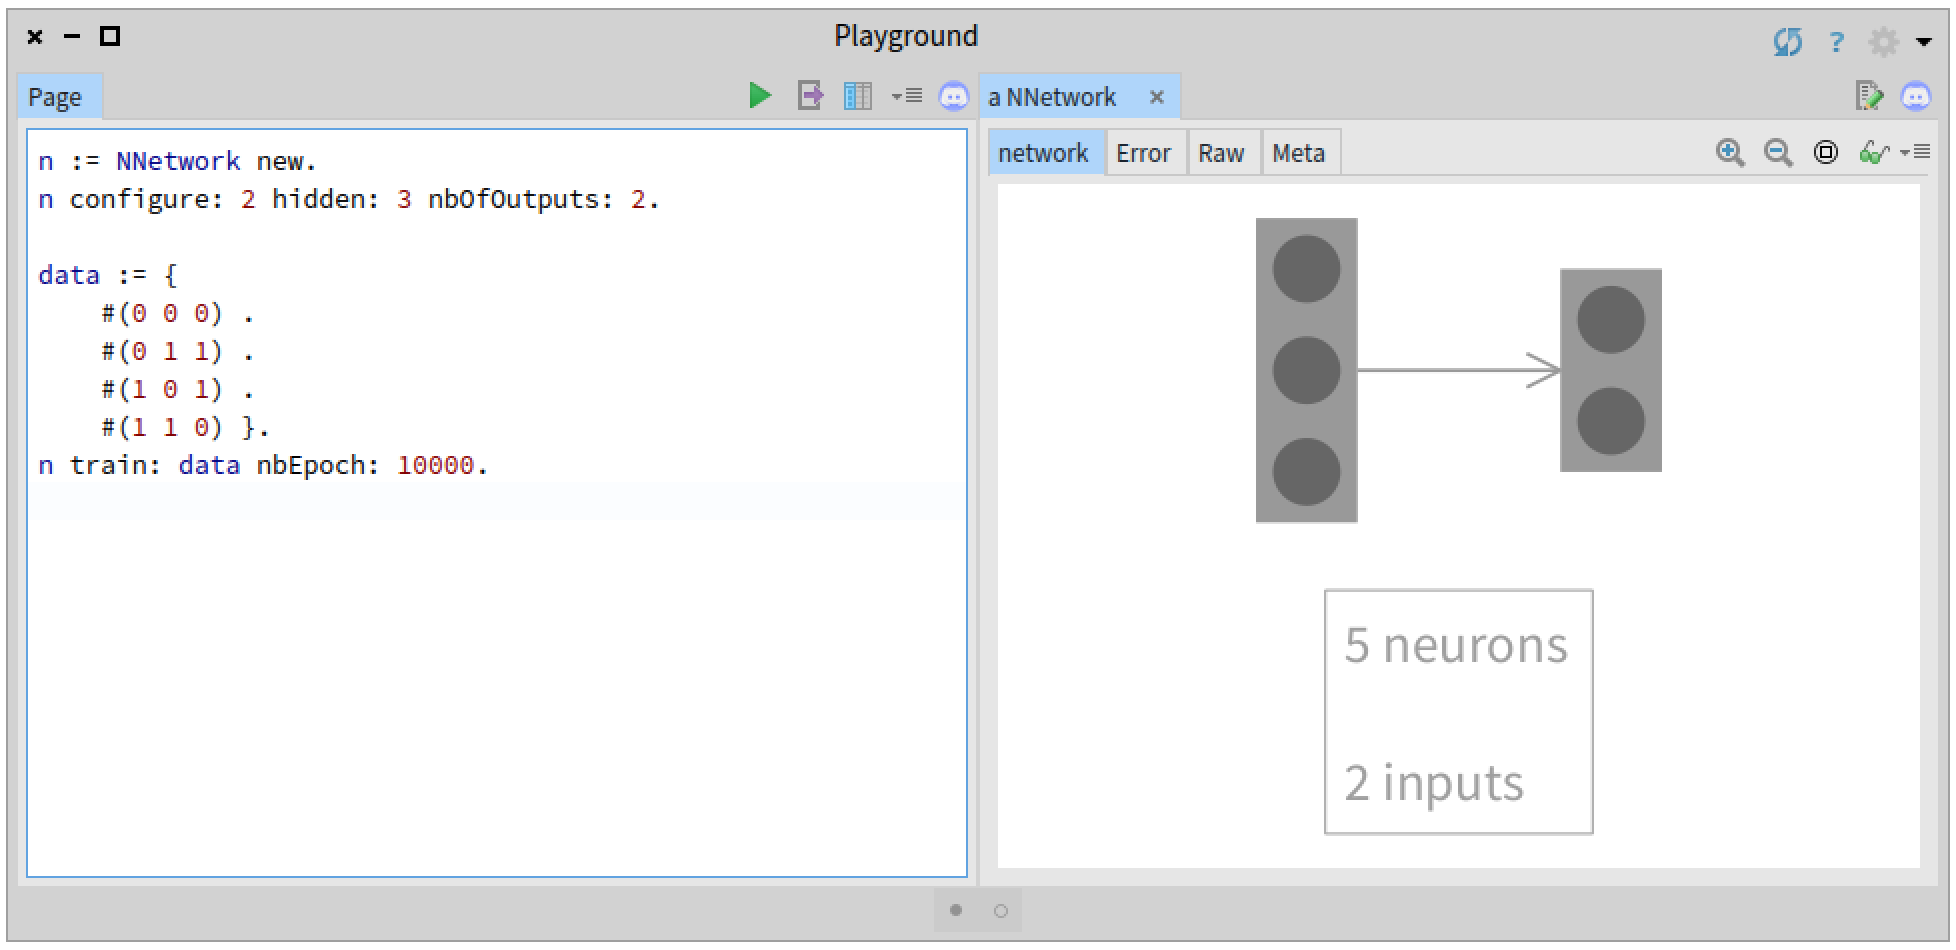 Playground
?
Page
n := NNetwork new.
n configure: 2 hidden: 3 nbOfOutputs: 2.
data := {
#(0 0 0) .
#(0 1 1) .
#(1 0 1) .
#(1 1 0) }.
n train: data nbEpoch: 10000.
a NNetwork
network Error Raw Meta
5 neurons
2 inputs